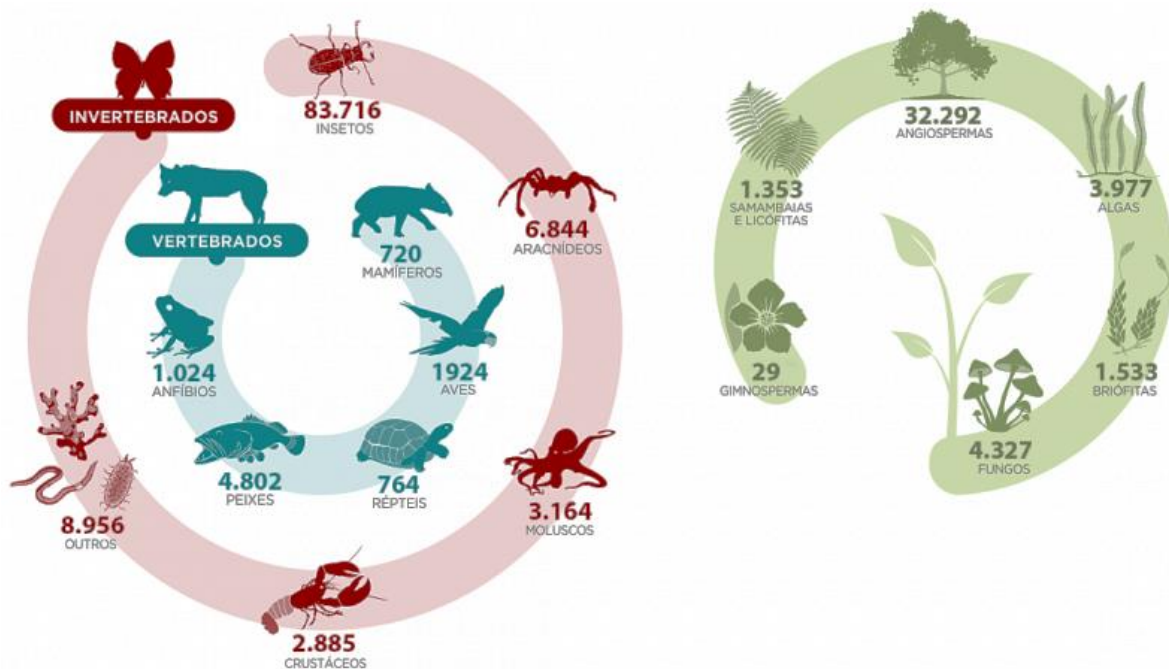 INVERTEBRADOS
83.716
INSETOS
6.844
ARACNÍDEOS
3.164
MOLUSCOS
2.885
CRUSTÁCEOS
8.956
OUTROS
VERTEBRADOS
720
MAMÍFEROS
1924
AVES
764
RÉPTEIS
4.802
PEIXES
1.024
ANFÍBIOS
32.292
ANGIOSPERMAS
3.977
ALGAS
1.533
BRIÓFITAS
4.327
FUNGOS
1.353
SAMAMBAIAS
E LICÓFITAS
29
GIMNOSPERMAS